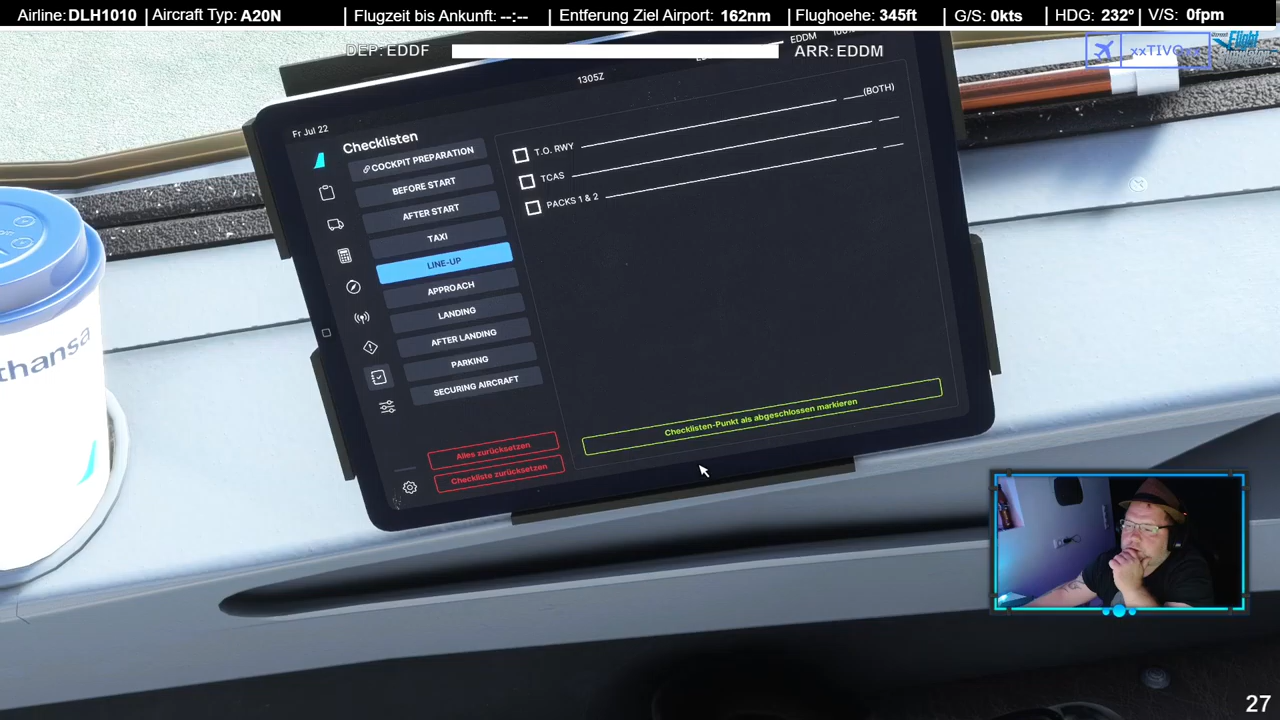 Airline: DLH1010 | Aircraft Typ: A20N | Flugzeit bis Ankunft: --:-- | Entferung Ziel Airport: 162nm | Flughoehe: 345ft | G/S: 0kts | HDG: 232° | V/S: 0fpm
DEP: EDDF ARR: EDDM
xxTIVO
Flight
EDDM
1305Z
Fr Jul 22
Checklisten
COCKPIT PREPARATION
BEFORE START
AFTER START
TAXI
LINE-UP
APPROACH
LANDING
AFTER LANDING
PARKING
SECURING AIRCRAFT
Alles zurücksetzen
Checkliste zurücksetzen
T.O. RWY (BOTH)
TCAS
PACKS 1 & 2
Checklisten-Punkt als abgeschlossen markieren
thansa
27